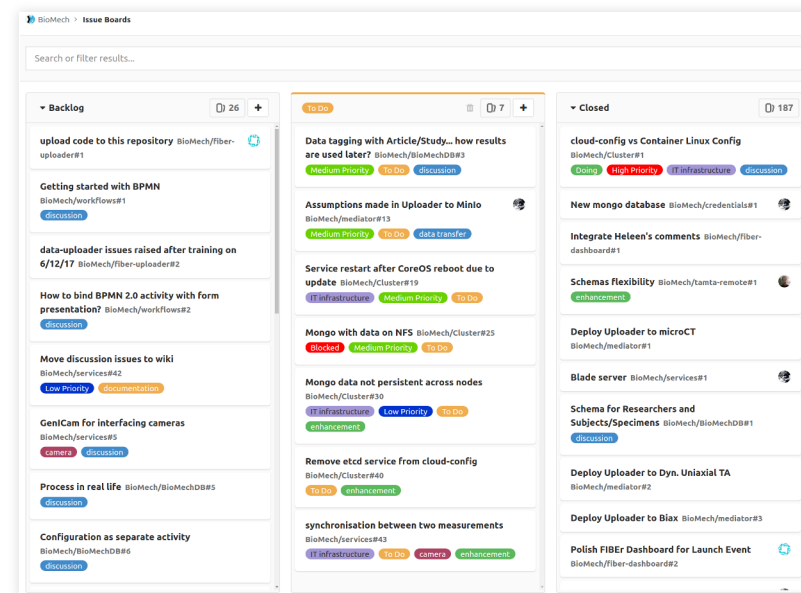 BioMech > Issue Boards
Search or filter results...
Backlog 26 +
upload code to this repository BioMech/fiber-
uploader#1
Getting started with BPMN
BioMech/workflows#1
discussion
data-uploader issues raised after training on
6/12/17 BioMech/fiber-uploader#2
How to bind BPMN 2.0 activity with form
presentation? BioMech/workflows#2
discussion
Move discussion issues to wiki
BioMech/services#42
Low Priority documentation
GenICam for interfacing cameras
BioMech/services#5
camera discussion
Process in real life BioMech/BioMechDB#5
discussion
Configuration as separate activity
BioMech/BioMechDB#6
discussion
To Do 7 +
Data tagging with Article/Study... how results
are used later? BioMech/BioMechDB#3
Medium Priority To Do discussion
Assumptions made in Uploader to MinIo
BioMech/mediator#13
Medium Priority To Do data transfer
Service restart after CoreOS reboot due to
update BioMech/Cluster#19
IT infrastructure Medium Priority To Do
Mongo with data on NFS BioMech/Cluster#25
Blocked Medium Priority To Do
Mongo data not persistent across nodes
BioMech/Cluster#30
IT infrastructure Low Priority To Do
enhancement
Remove etcd service from cloud-config
BioMech/Cluster#40
To Do enhancement
synchronisation between two measurements
BioMech/services#43
IT infrastructure To Do camera enhancement
Closed 187
cloud-config vs Container Linux Config
BioMech/Cluster#1
Doing High Priority IT infrastructure discussion
New mongo database BioMech/credentials#1
Integrate Heleen's comments BioMech/fiber-
dashboard#1
Schemas flexibility BioMech/tamta-remote#1
enhancement
Deploy Uploader to microCT
BioMech/mediator#1
Blade server BioMech/services#1
Schema for Researchers and
Subjects/Specimens BioMech/BioMechDB#1
discussion
Deploy Uploader to Dyn. Uniaxial TA
BioMech/mediator#2
Deploy Uploader to Biax BioMech/mediator#3
Polish FIBEr Dashboard for Launch Event
BioMech/fiber-dashboard#2